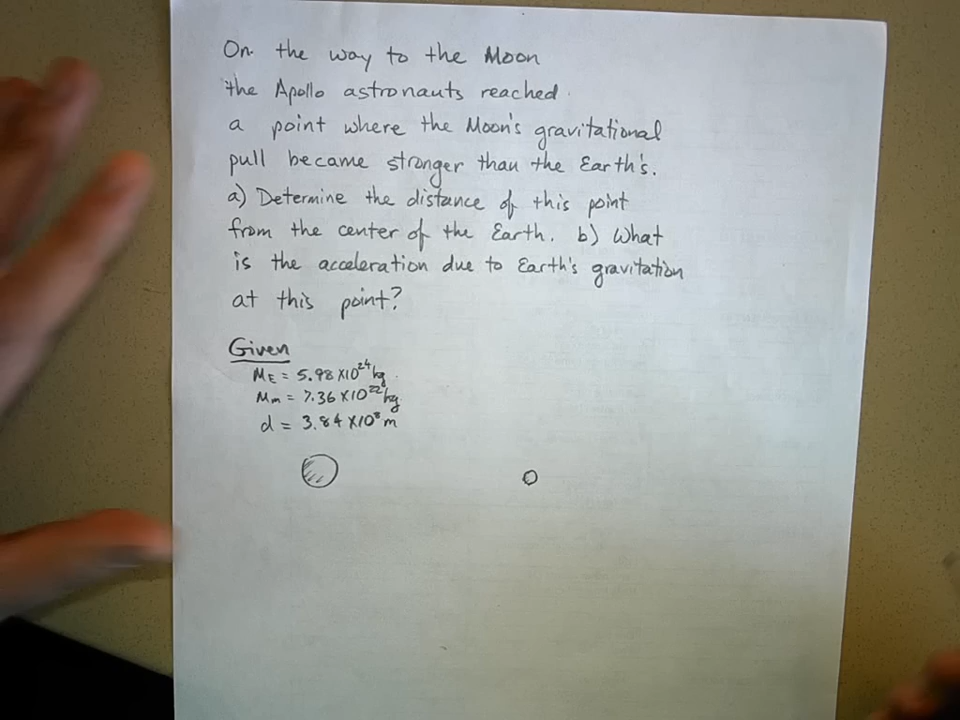 On the way to the Moon
the Apollo astronauts reached
a point where the Moon's gravitational
pull became stronger than the Earth's.
a) Determine the distance of this point
from the center of the Earth. b) What
is the acceleration due to Earth's gravitation
at this point?
Given
M_E = 5.98 X10^24 kg
M_m = 7.36 X10^22 kg
d = 3.84 X10^8 m